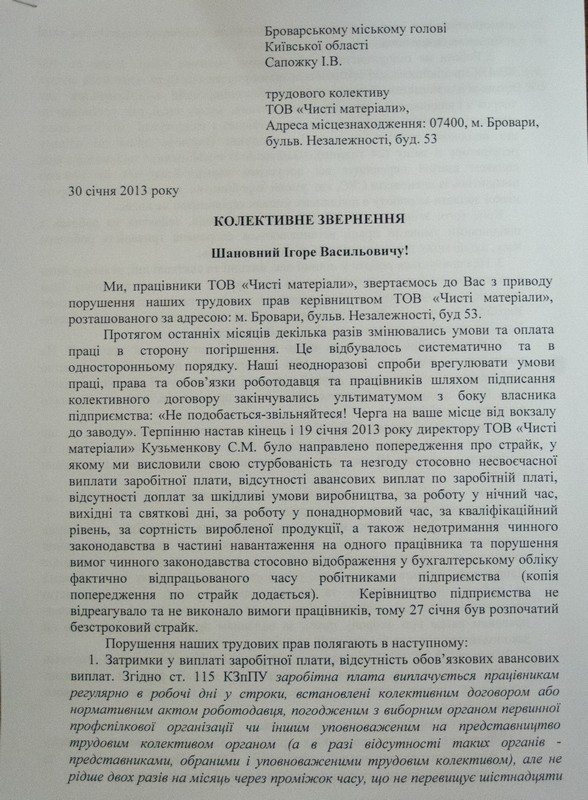 Броварському міському голові
Київської області
Сапожку І.В.
трудового колективу
ТОВ «Чисті матеріали»,
Адреса місцезнаходження: 07400, м. Бровари,
бульв. Незалежності, буд. 53
30 січня 2013 року
КОЛЕКТИВНЕ ЗВЕРНЕННЯ
Шановний Ігоре Васильовичу!
Ми, працівники ТОВ «Чисті матеріали», звертаємось до Вас з приводу
порушення наших трудових прав керівництвом ТОВ «Чисті матеріали»,
розташованого за адресою: м. Бровари, бульв. Незалежності, буд 53.
Протягом останніх місяців декілька разів змінювались умови та оплата
праці в сторону погіршення. Це відбувалось систематично та в
односторонньому порядку. Наші неодноразові спроби врегулювати умови
праці, права та обов’язки роботодавця та працівників шляхом підписання
колективного договору закінчувались ультиматумом з боку власника
підприємства: «Не подобається-звільняйтеся! Черга на ваше місце від вокзалу
до заводу». Терпінню настав кінець і 19 січня 2013 року директору ТОВ «Чисті
матеріали» Кузьменкову С.М. було направлено попередження про страйк, у
якому ми висловили свою стурбованість та незгоду стосовно несвоєчасної
виплати заробітної плати, відсутності авансових виплат по заробітній платі,
відсутності доплат за шкідливі умови виробництва, за роботу у нічний час,
вихідні та святкові дні, за роботу у понаднормовий час, за кваліфікаційний
рівень, за сортність виробленої продукції, а також недотримання чинного
законодавства в частині навантаження на одного працівника та порушення
вимог чинного законодавства стосовно відображення у бухгалтерському обліку
фактично відпрацьованого часу робітниками підприємства (копія
попередження по страйк додається). Керівництво підприємства не
відреагувало та не виконало вимоги працівників, тому 27 січня був розпочатий
безстроковий страйк.
Порушення наших трудових прав полягають в наступному:
1. Затримки у виплаті заробітної плати, відсутність обов’язкових авансових
виплат. Згідно ст. 115 КЗпПУ заробітна плата виплачується працівникам
регулярно в робочі дні у строки, встановлені колективним договором або
нормативним актом роботодавця, погодженим з виборним органом первинної
профспілкової організації чи іншим уповноваженим на представництво
трудовим колективом органом (а в разі відсутності таких органів -
представниками, обраними і уповноваженими трудовим колективом), але не
рідше двох разів на місяць через проміжок часу, що не перевищує шістнадцяти